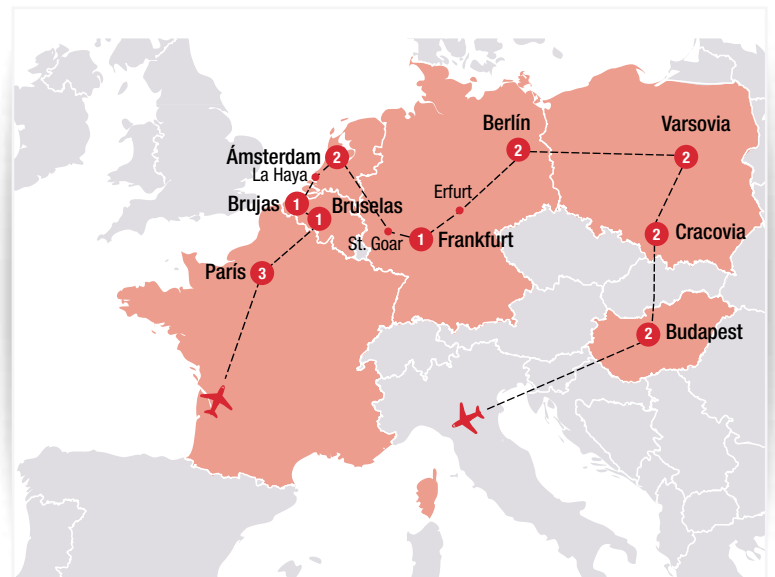 Berlín
2
Varsovia
2
Ámsterdam
2
La Haya
Erfurt
Brujas
1
Bruselas
1
St. Goar
1
Frankfurt
2
Cracovia
París
3
2
Budapest